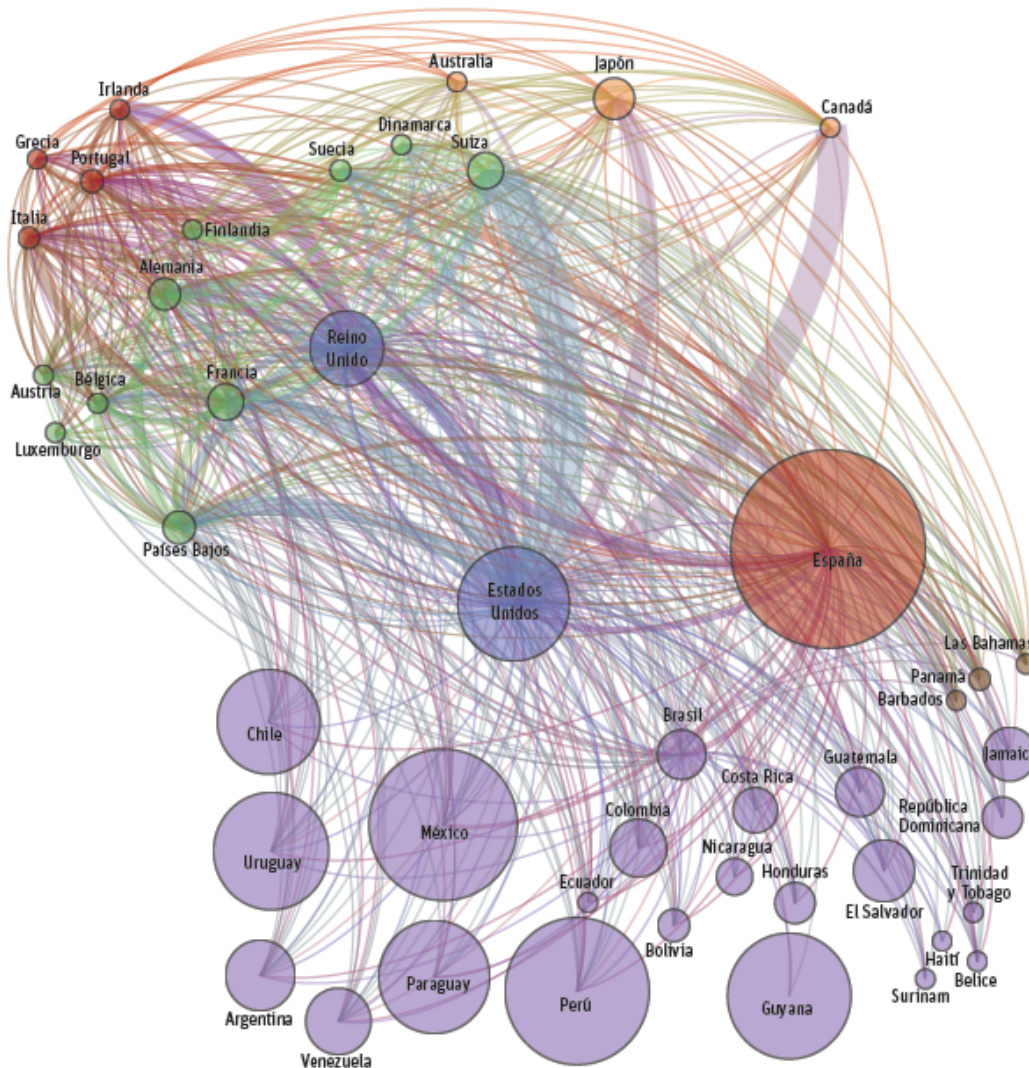 Australia
Japón
Irlanda
Canadá
Dinamarca
Grecia
Portugal
Suecia
Suiza
Italia
Finlandia
Alemania
Reino
Unido
Francia
Bélgica
Austria
Luxemburgo
Países Bajos
España
Estados
Unidos
Las Bahamas
Panamá
Barbados
Chile
Brasil
Guatemala
Jamaic
Costa Rica
República
Dominicana
Colombia
México
Uruguay
Nicaragua
Ecuador
Honduras
Trinidad
y Tobago
El Salvador
Bolivia
Haití
Belice
Surinam
Paraguay
Perú
Guyana
Argentina
Venezuela